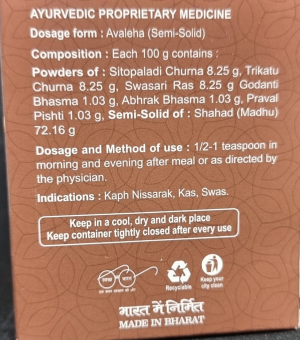 AYURVEDIC PROPRIETARY MEDICINE
Dosage form : Avaleha (Semi-Solid)
Composition : Each 100 g contains :
Powders of : Sitopaladi Churna 8.25 g, Trikatu
Churna 8.25 g, Swasari Ras 8.25 g Godanti
Bhasma 1.03 g, Abhrak Bhasma 1.03 g, Praval
Pishti 1.03 g, Semi-Solid of : Shahad (Madhu)
72.16 g
Dosage and Method of use : 1/2-1 teaspoon in
morning and evening after meal or as directed by
the physician.
Indications : Kaph Nissarak, Kas, Swas.
Keep in a cool, dry and dark place
Keep container tightly closed after every use
Recyclable
Keep your
city clean
भारत में निर्मित
MADE IN BHARAT